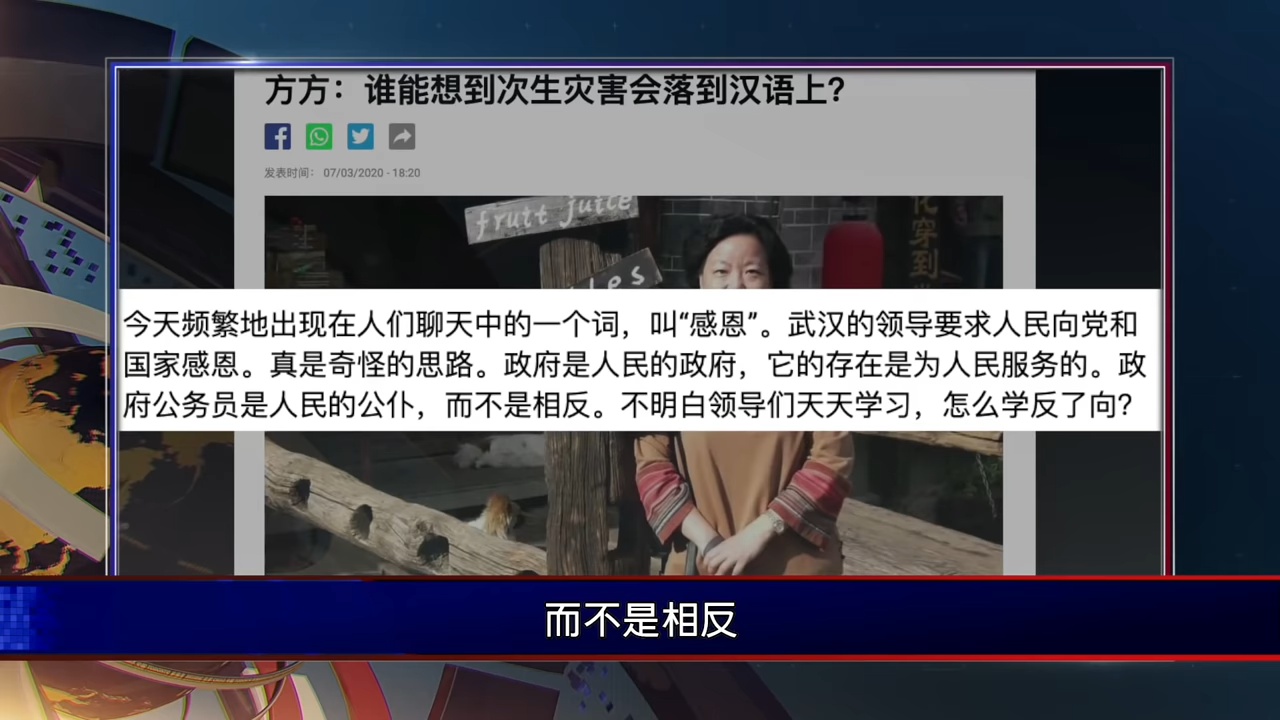 方方：谁能想到次生灾害会落到汉语上？
发表时间： 07/03/2020 - 18:20
fruit juice
化穿到
今天频繁地出现在人们聊天中的一个词，叫“感恩”。武汉的领导要求人民向党和
国家感恩。真是奇怪的思路。政府是人民的政府，它的存在是为人民服务的。政
府公务员是人民的公仆，而不是相反。不明白领导们天天学习，怎么学反了向？
而不是相反